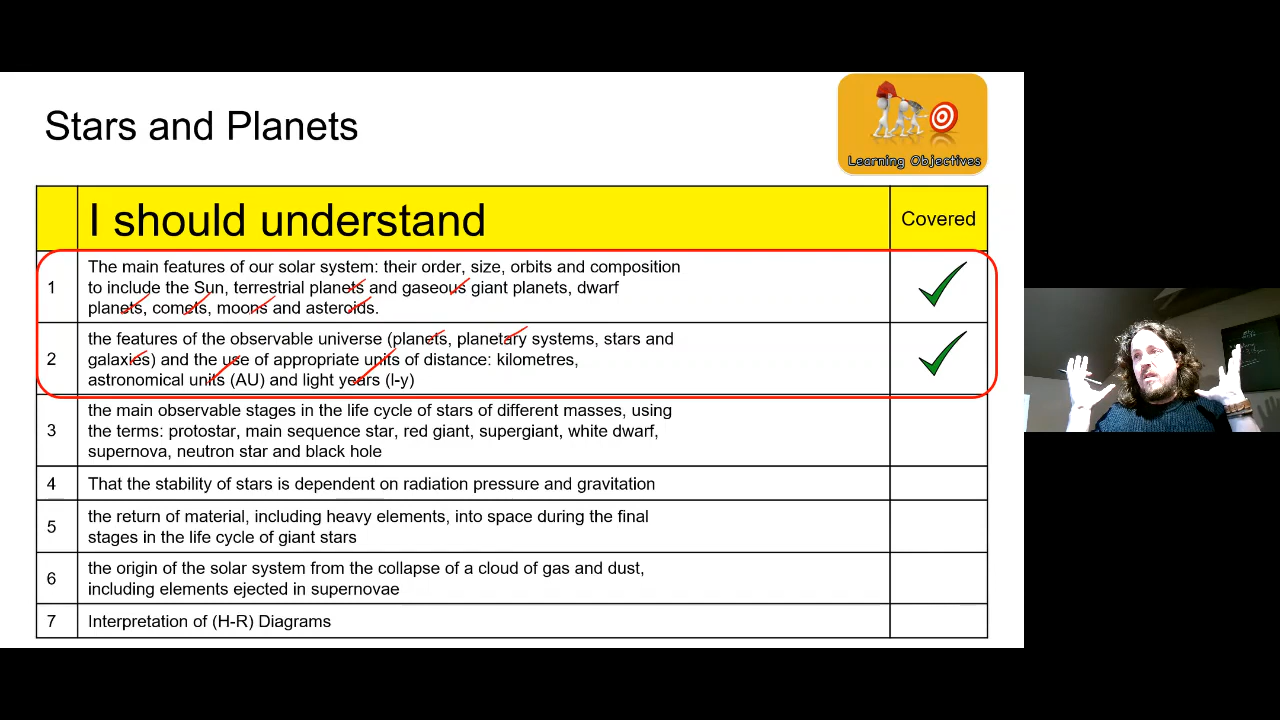 Stars and Planets
Learning Objectives
I should understand
Covered
1
The main features of our solar system: their order, size, orbits and composition
to include the Sun, terrestrial planets and gaseous giant planets, dwarf
planets, comets, moons and asteroids.
2
the features of the observable universe (planets, planetary systems, stars and
galaxies) and the use of appropriate units of distance: kilometres,
astronomical units (AU) and light years (l-y)
3
the main observable stages in the life cycle of stars of different masses, using
the terms: protostar, main sequence star, red giant, supergiant, white dwarf,
supernova, neutron star and black hole
4
That the stability of stars is dependent on radiation pressure and gravitation
5
the return of material, including heavy elements, into space during the final
stages in the life cycle of giant stars
6
the origin of the solar system from the collapse of a cloud of gas and dust,
including elements ejected in supernovae
7
Interpretation of (H-R) Diagrams